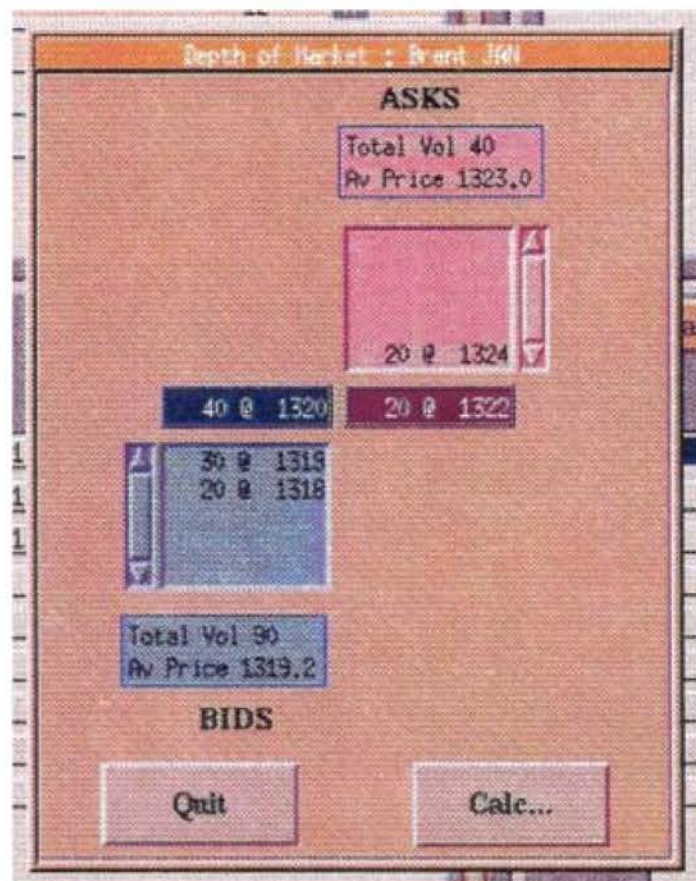 Depth of Market : Brent JAN
ASKS
Total Vol 40
Av Price 1323.0
20 @ 1324
40 @ 1320 20 @ 1322
30 @ 1319
20 @ 1318
Total Vol 90
Av Price 1319.2
BIDS
Quit Calc...